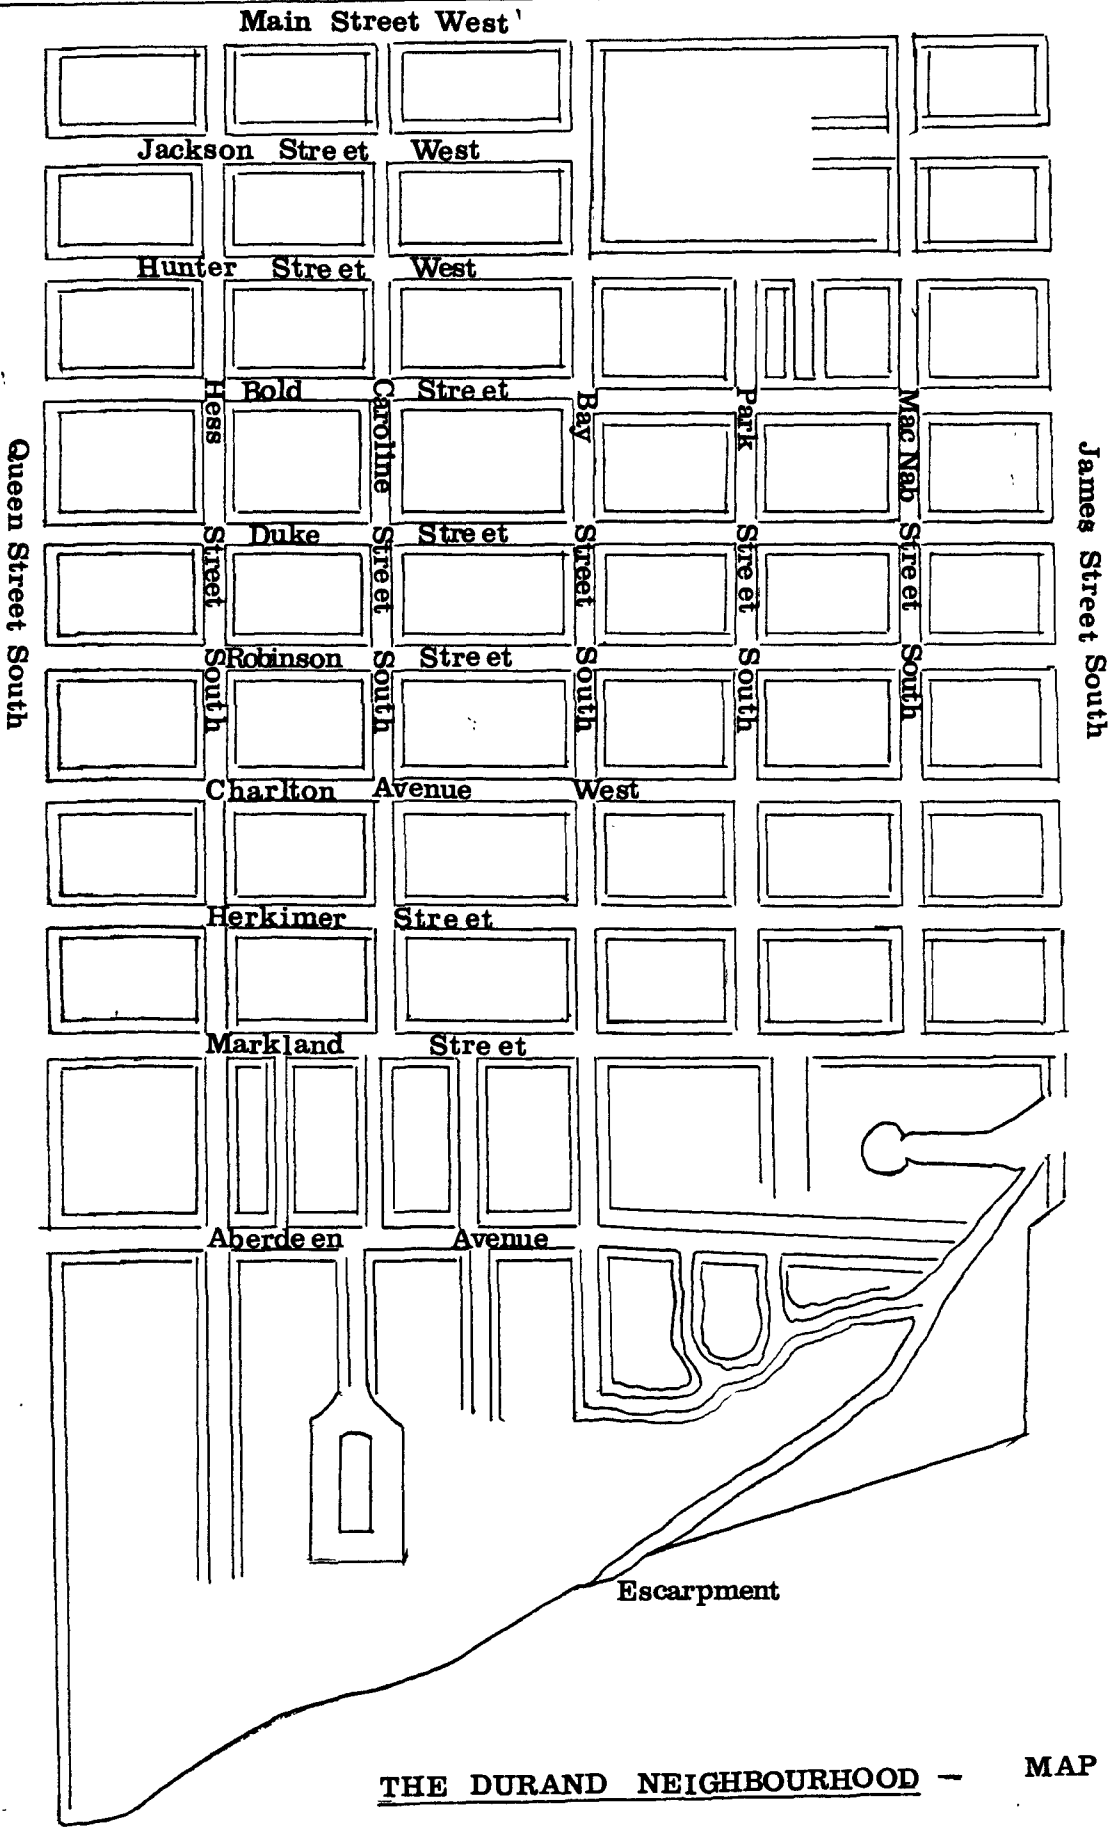 Main Street West
Jackson Street West
Hunter Street West
Bold Street
Duke Street
Robinson Street
Charlton Avenue West
Herkimer Street
Markland Street
Aberdeen Avenue
Queen Street South
Hess Street South
Caroline Street South
Bay Street South
Park Street South
Mac Nab Street South
James Street South
Escarpment
THE DURAND NEIGHBOURHOOD - MAP